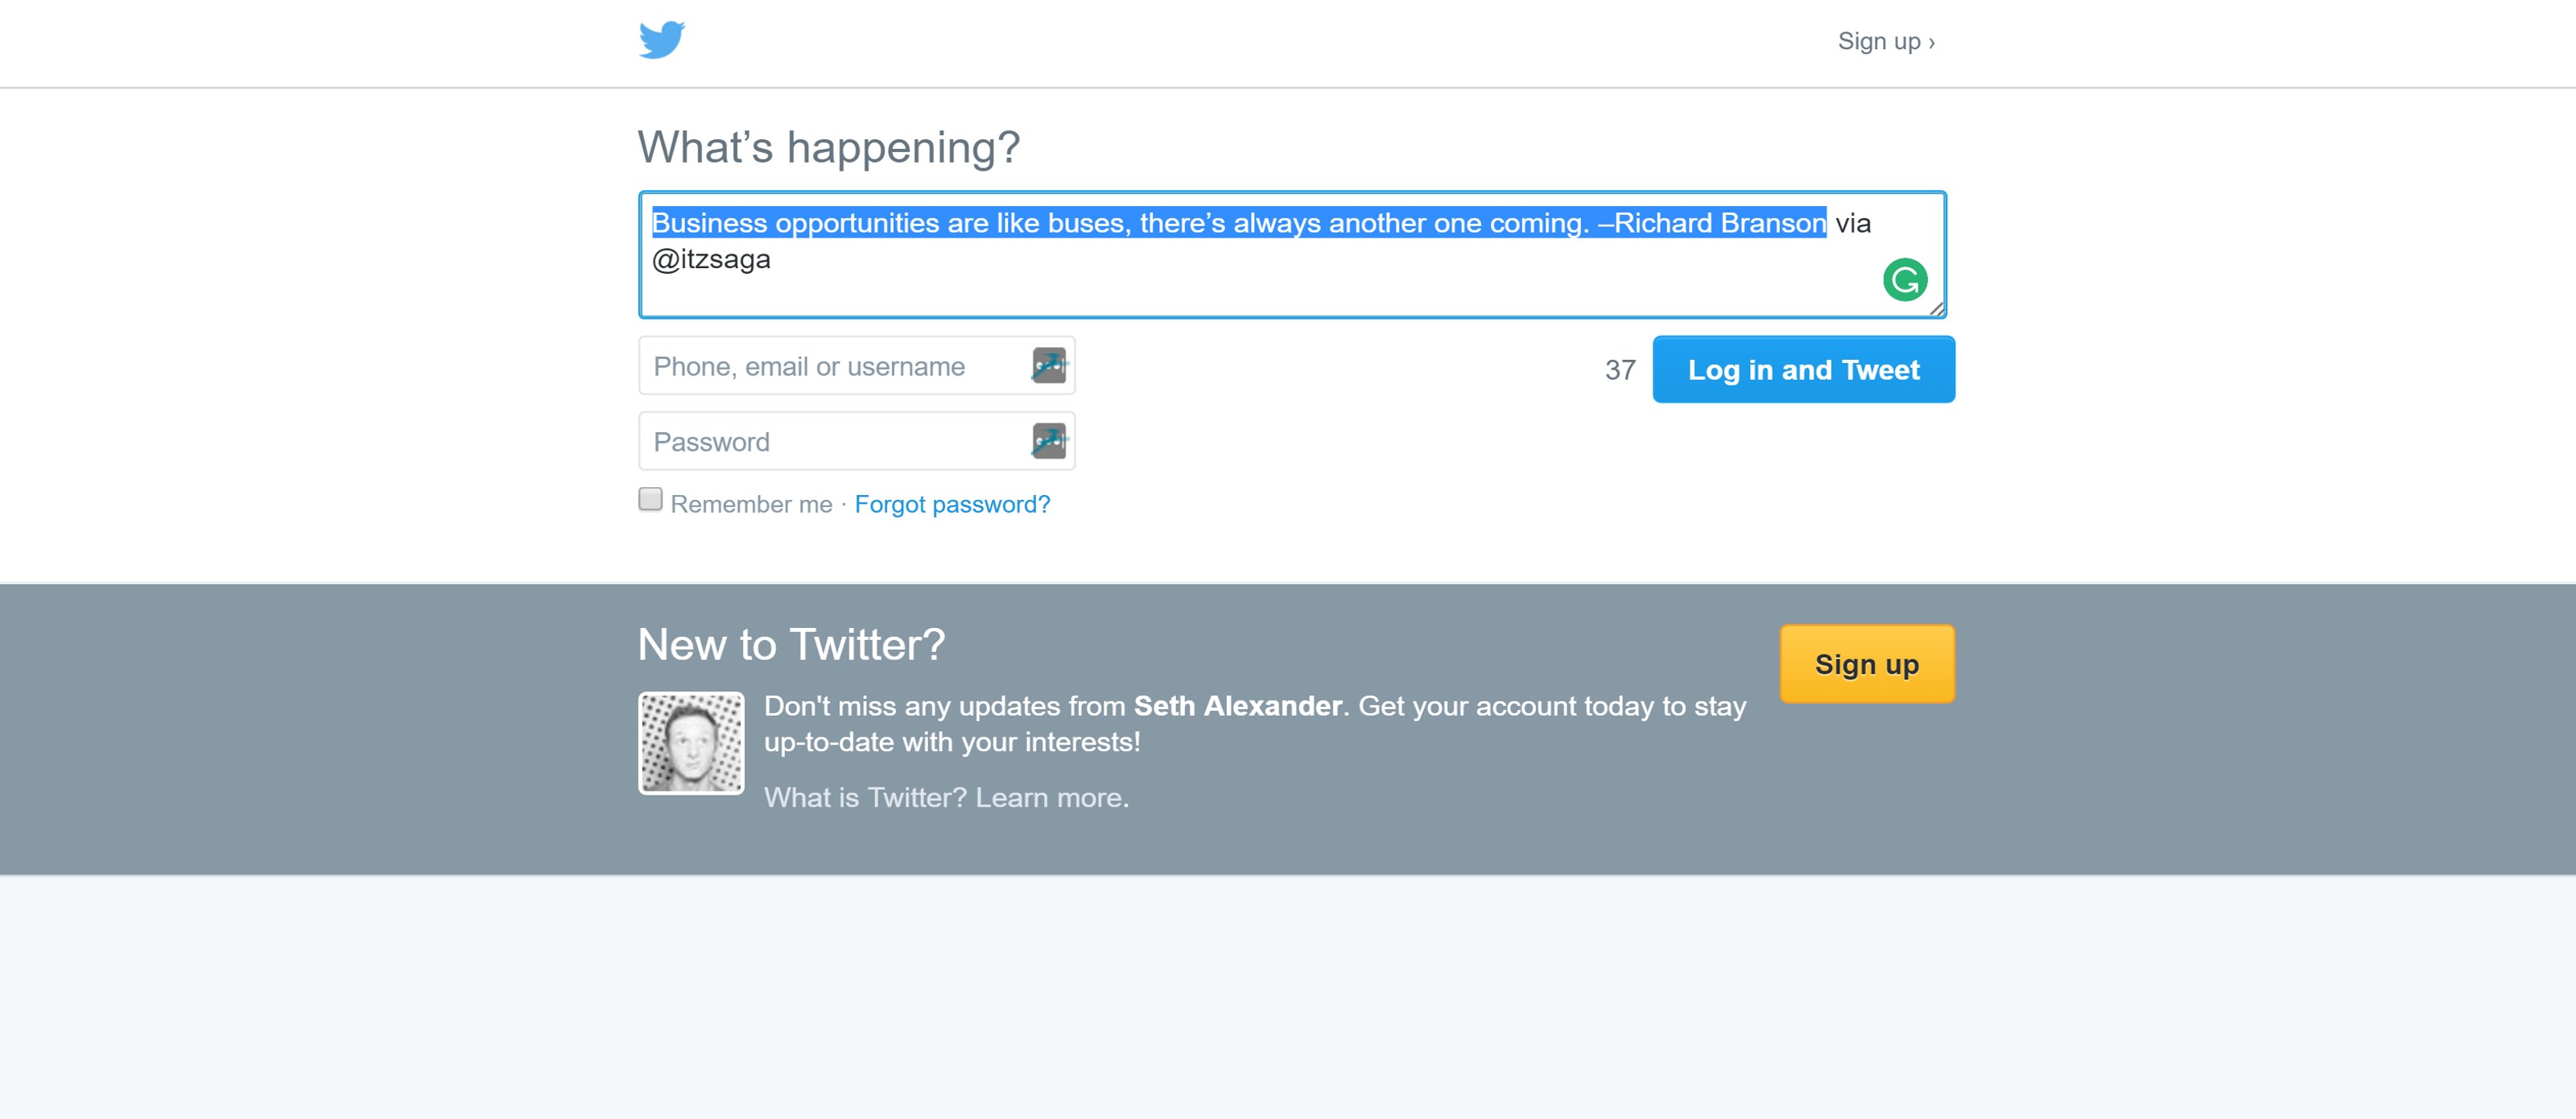 Sign up ›
What’s happening?
Business opportunities are like buses, there’s always another one coming. –Richard Branson via
@itzsaga
Phone, email or username
37 Log in and Tweet
Password
Remember me · Forgot password?
New to Twitter?
Sign up
Don't miss any updates from Seth Alexander. Get your account today to stay
up-to-date with your interests!
What is Twitter? Learn more.